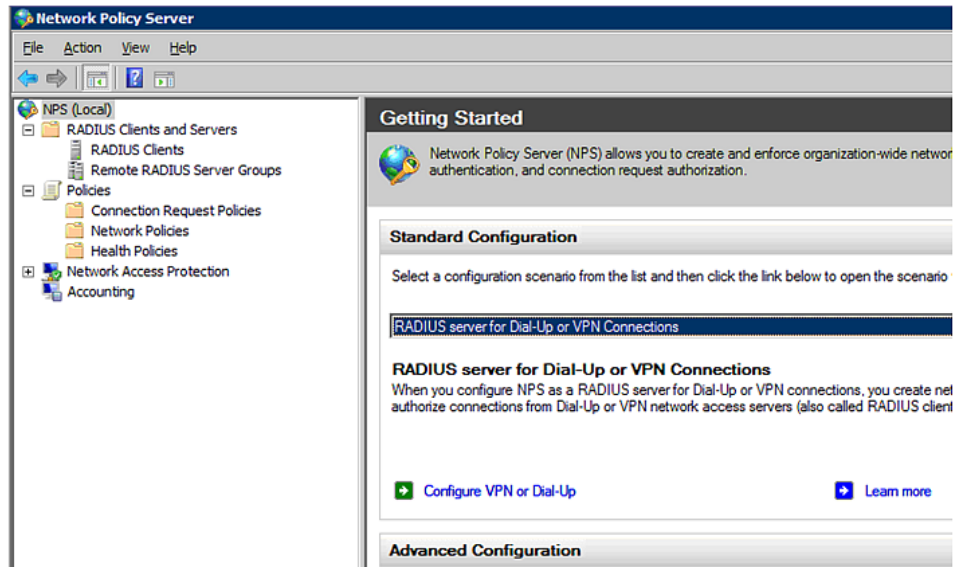 Network Policy Server
File Action View Help
NPS (Local)
RADIUS Clients and Servers
RADIUS Clients
Remote RADIUS Server Groups
Policies
Connection Request Policies
Network Policies
Health Policies
Network Access Protection
Accounting
Getting Started
Network Policy Server (NPS) allows you to create and enforce organization-wide networ
authentication, and connection request authorization.
Standard Configuration
Select a configuration scenario from the list and then click the link below to open the scenario
RADIUS server for Dial-Up or VPN Connections
RADIUS server for Dial-Up or VPN Connections
When you configure NPS as a RADIUS server for Dial-Up or VPN connections, you create net
authorize connections from Dial-Up or VPN network access servers (also called RADIUS client
Configure VPN or Dial-Up
Learn more
Advanced Configuration